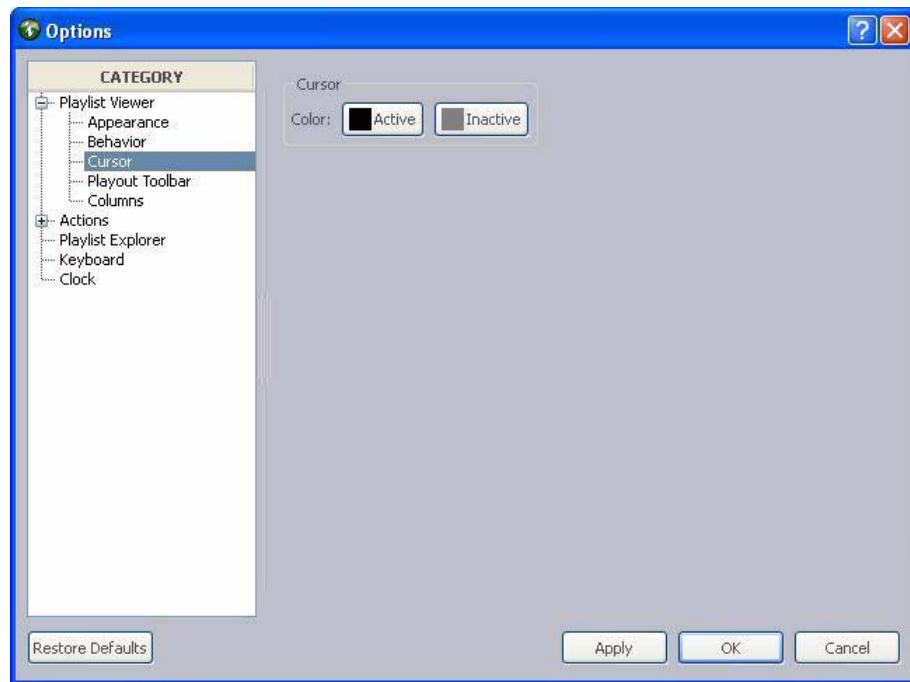 Options
CATEGORY
Playlist Viewer
Appearance
Behavior
Cursor
Playout Toolbar
Columns
Actions
Playlist Explorer
Keyboard
Clock
Cursor
Color: Active Inactive
Restore Defaults Apply OK Cancel